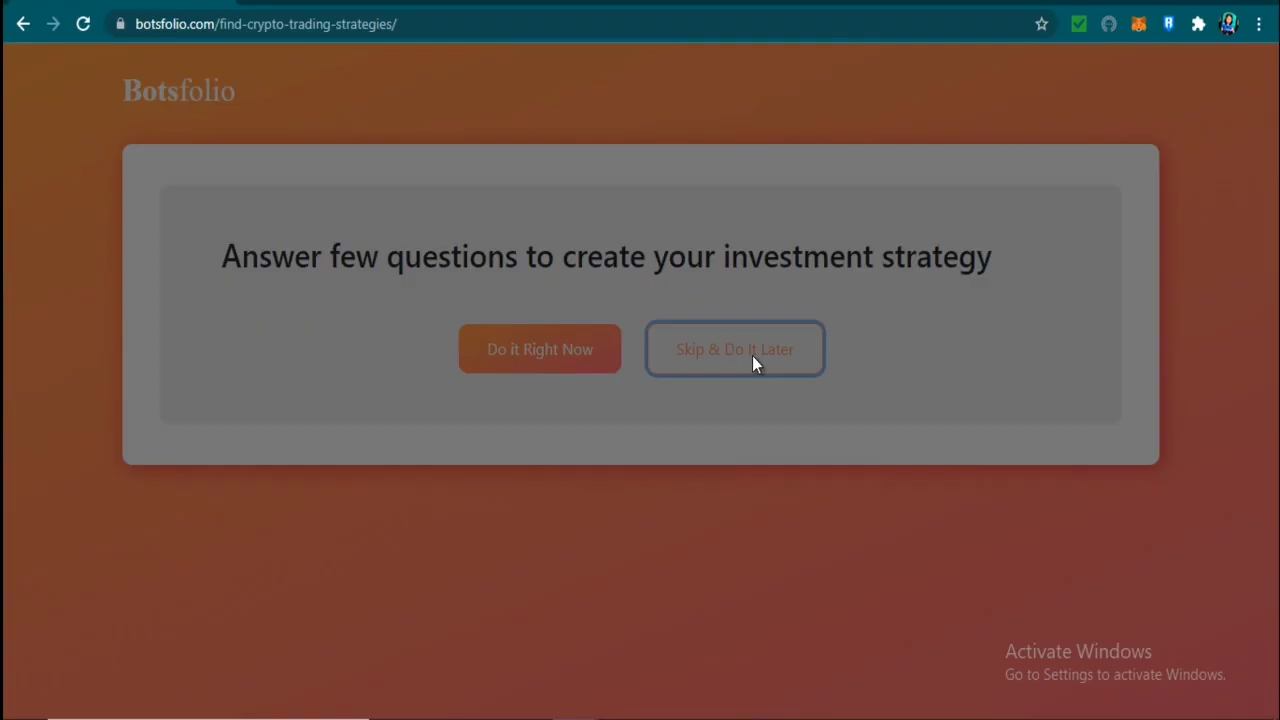 botsfolio.com/find-crypto-trading-strategies/
Botsfolio
Answer few questions to create your investment strategy
Do it Right Now
Skip & Do It Later
Activate Windows
Go to Settings to activate Windows.